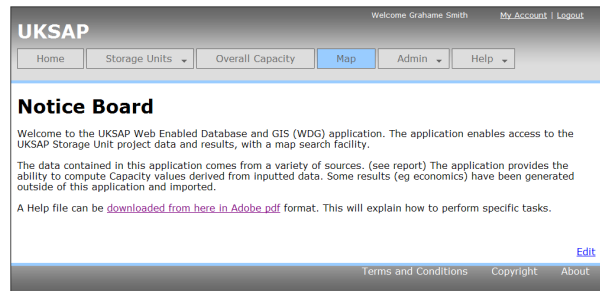 Welcome Grahame Smith My Account | Logout
UKSAP
Home Storage Units Overall Capacity Map Admin Help
Notice Board
Welcome to the UKSAP Web Enabled Database and GIS (WDG) application. The application enables access to the
UKSAP Storage Unit project data and results, with a map search facility.
The data contained in this application comes from a variety of sources. (see report) The application provides the
ability to compute Capacity values derived from inputted data. Some results (eg economics) have been generated
outside of this application and imported.
A Help file can be downloaded from here in Adobe pdf format. This will explain how to perform specific tasks.
Edit
Terms and Conditions Copyright About